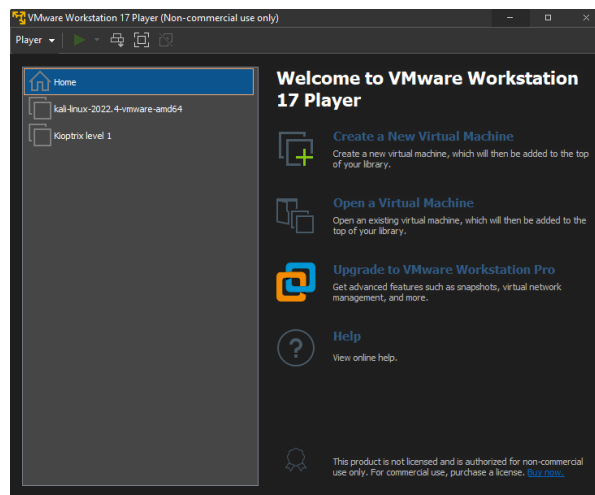 VMware Workstation 17 Player (Non-commercial use only)
Player
Home
kali-linux-2022.4-vmware-amd64
Kioptrix level 1
Welcome to VMware Workstation
17 Player
Create a New Virtual Machine
Create a new virtual machine, which will then be added to the top
of your library.
Open a Virtual Machine
Open an existing virtual machine, which will then be added to the
top of your library.
Upgrade to VMware Workstation Pro
Get advanced features such as snapshots, virtual network
management, and more.
Help
View online help.
This product is not licensed and is authorized for non-commercial
use only. For commercial use, purchase a license. Buy now.